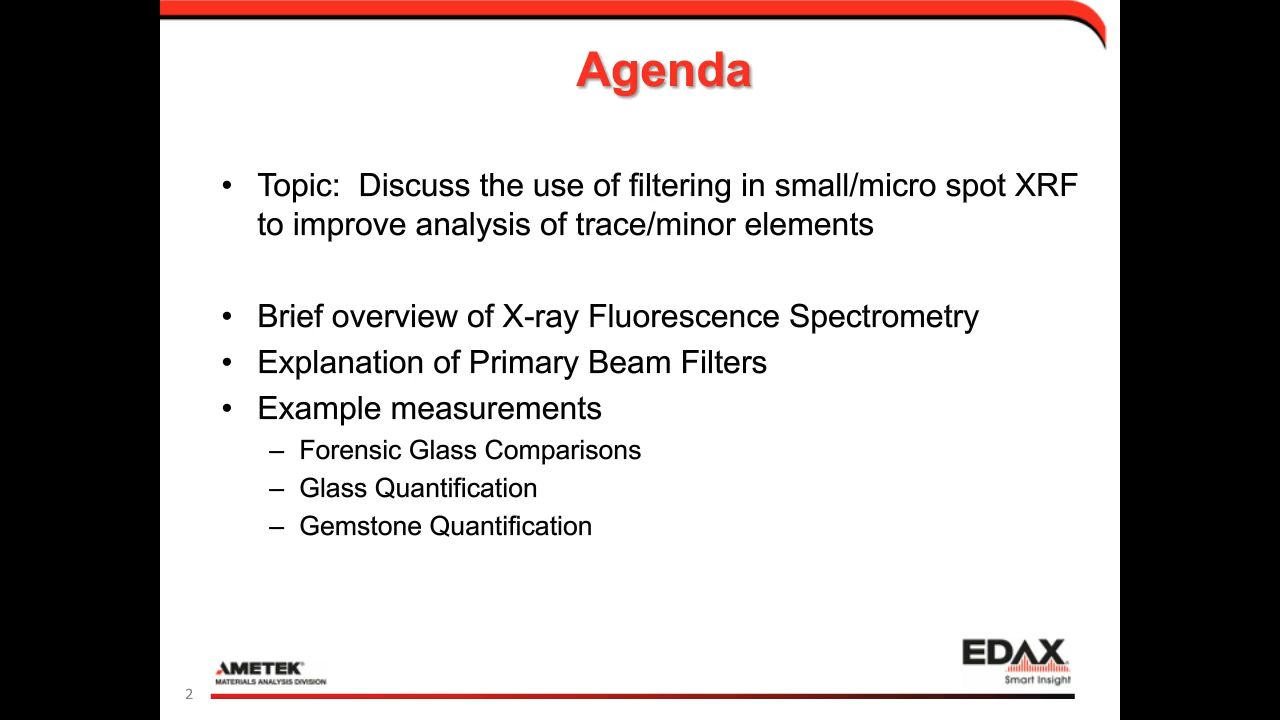 Agenda
• Topic:  Discuss the use of filtering in small/micro spot XRF
to improve analysis of trace/minor elements
• Brief overview of X-ray Fluorescence Spectrometry
• Explanation of Primary Beam Filters
• Example measurements
– Forensic Glass Comparisons
– Glass Quantification
– Gemstone Quantification
AMETEK®
MATERIALS ANALYSIS DIVISION
EDAX
Smart Insight
2